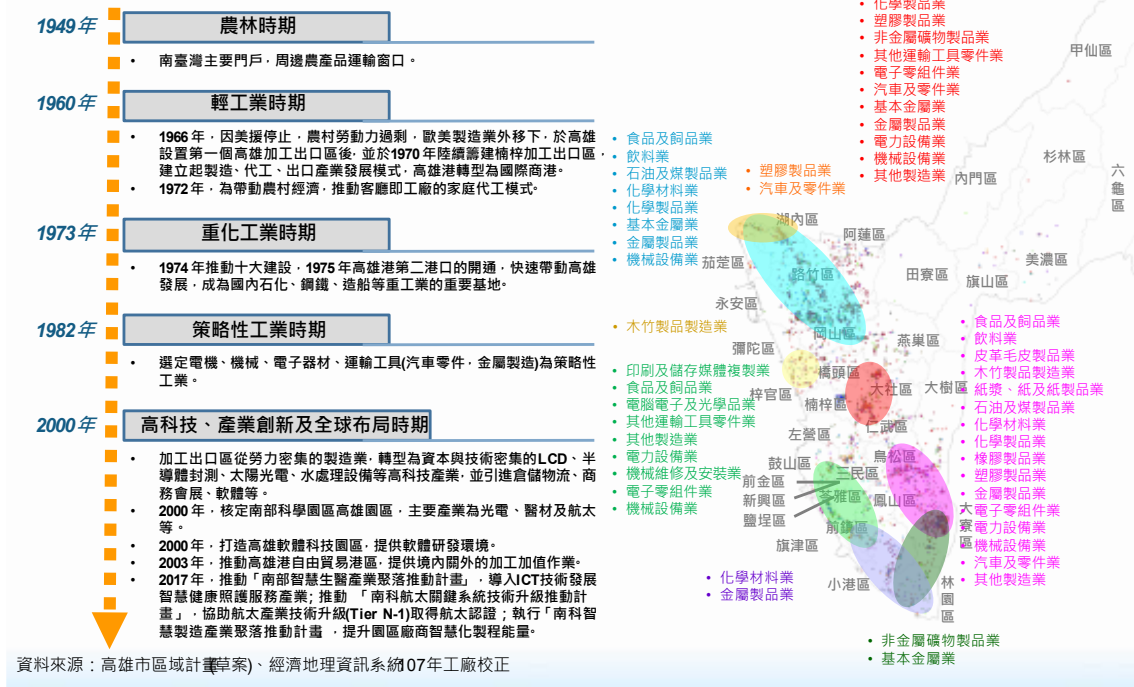 1949年
農林時期
• 南臺灣主要門戶，周邊農產品運輸窗口。
1960年
輕工業時期
• 1966年，因美援停止，農村勞動力過剩，歐美製造業外移下，於高雄
設置第一個高雄加工出口區後，並於1970年陸續籌建楠梓加工出口區，
建立起製造、代工、出口產業發展模式，高雄港轉型為國際商港。
• 1972年，為帶動農村經濟，推動客廳即工廠的家庭代工模式。
1973年
重化工業時期
• 1974年推動十大建設，1975年高雄港第二港口的開通，快速帶動高雄
發展，成為國內石化、鋼鐵、造船等重工業的重要基地。
1982年
策略性工業時期
• 選定電機、機械、電子器材、運輸工具(汽車零件，金屬製造)為策略性
工業。
2000年
高科技、產業創新及全球布局時期
• 加工出口區從勞力密集的製造業，轉型為資本與技術密集的LCD、半
導體封測、太陽光電、水處理設備等高科技產業，並引進倉儲物流、商
務會展、軟體等。
• 2000年，核定南部科學園區高雄園區，主要產業為光電、醫材及航太
等。
• 2000年，打造高雄軟體科技園區，提供軟體研發環境。
• 2003年，推動高雄港自由貿易港區，提供境內關外的加工加值作業。
• 2017年，推動「南部智慧生醫產業聚落推動計畫」，導入ICT技術發展
智慧健康照護服務產業；推動 「南科航太關鍵系統技術升級推動計
畫」，協助航太產業技術升級(Tier N-1)取得航太認證；執行「南科智
慧製造產業聚落推動計畫 ，提升園區廠商智慧化製程能量。
資料來源：高雄市區域計畫(草案)、經濟地理資訊系統107年工廠校正
• 化學製品業
• 塑膠製品業
• 非金屬礦物製品業
• 其他運輸工具零件業
• 電子零組件業
• 汽車及零件業
• 基本金屬業
• 金屬製品業
• 電力設備業
• 機械設備業
• 其他製造業
• 食品及飼品業
• 飲料業
• 石油及煤製品業
• 化學材料業
• 化學製品業
• 基本金屬業
• 金屬製品業
• 機械設備業
• 塑膠製品業
• 汽車及零件業
• 木竹製品製造業
• 印刷及儲存媒體複製業
• 食品及飼品業
• 電腦電子及光學品業
• 其他運輸工具零件業
• 其他製造業
• 電力設備業
• 機械維修及安裝業
• 電子零組件業
• 機械設備業
• 食品及飼品業
• 飲料業
• 皮革毛皮製品業
• 木竹製品製造業
• 紙漿、紙及紙製品業
• 石油及煤製品業
• 化學材料業
• 化學製品業
• 橡膠製品業
• 塑膠製品業
• 金屬製品業
• 電子零組件業
• 電力設備業
• 機械設備業
• 汽車及零件業
• 其他製造業
• 化學材料業
• 金屬製品業
• 非金屬礦物製品業
• 基本金屬業
甲仙區
杉林區
六龜區
內門區
湖內區
阿蓮區
茄萣區
路竹區
田寮區
美濃區
旗山區
永安區
岡山區
燕巢區
彌陀區
橋頭區
梓官區
大社區
大樹區
楠梓區
左營區
仁武區
鼓山區
鳥松區
三民區
前金區
新興區
苓雅區
鳳山區
鹽埕區
大寮區
前鎮區
旗津區
小港區
林園區